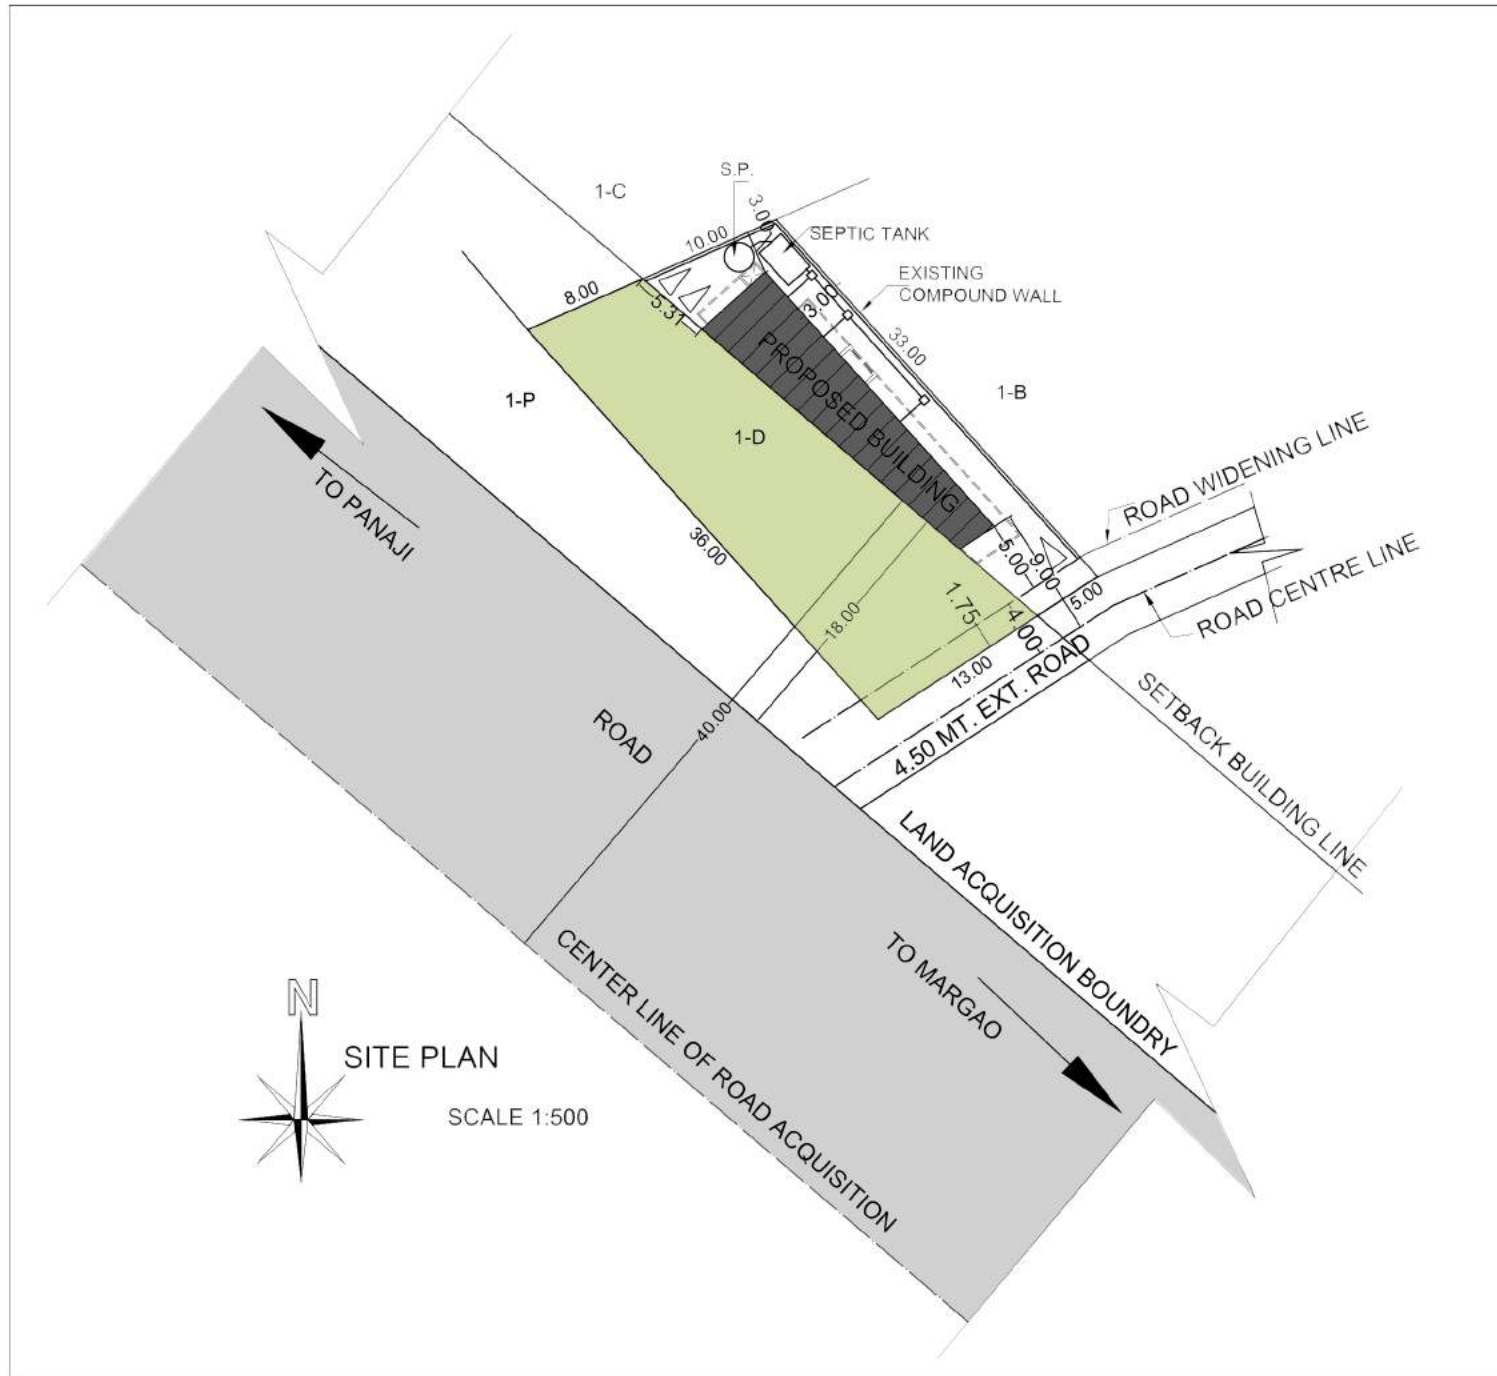 S.P.
1-C
3.00
10.00
SEPTIC TANK
EXISTING
COMPOUND WALL
8.00
5.31
3.00
33.00
PROPOSED BUILDING
1-B
1-P
1-D
ROAD WIDENING LINE
TO PANAJI
36.00
5.00
9.00
ROAD CENTRE LINE
1.75
4.00
5.00
18.00
13.00
4.50 MT. EXT. ROAD
SETBACK BUILDING LINE
ROAD
40.00
LAND ACQUISITION BOUNDRY
TO MARGAO
CENTER LINE OF ROAD ACQUISITION
N
SITE PLAN
SCALE 1:500